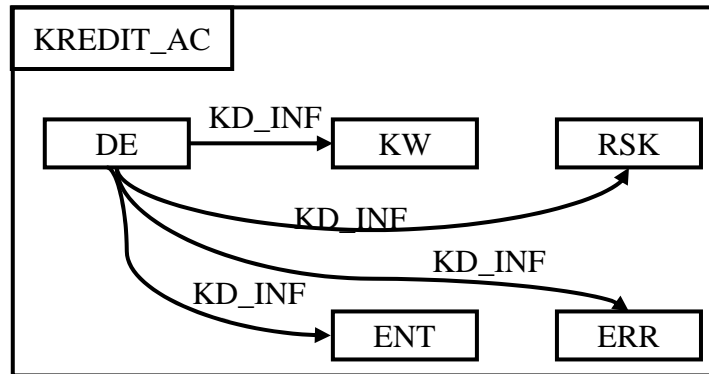 KREDIT_AC
KD_INF
DE
KW
RSK
KD_INF
KD_INF
KD_INF
ENT
ERR